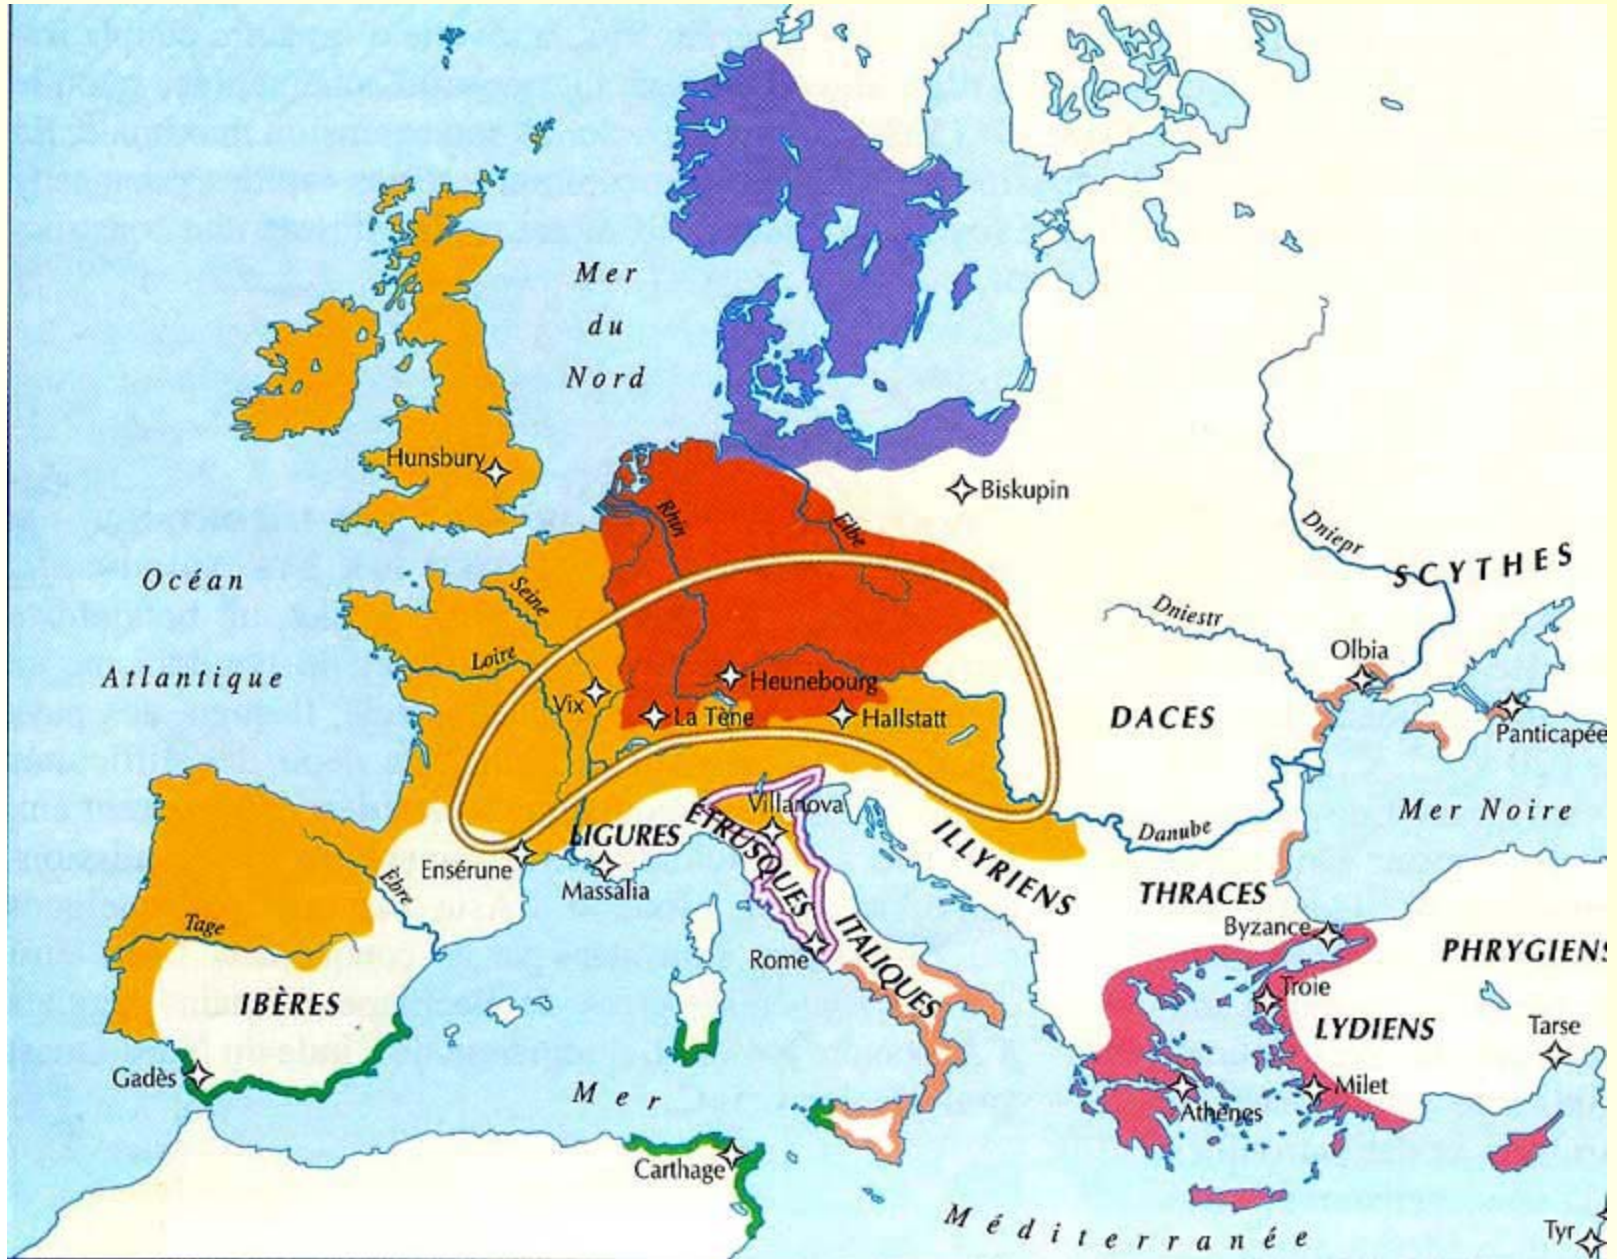 Mer
du
Nord
Hunsbury
Biskupin
Rhin
Elbe
Dniepr
SCYTHES
Océan
Atlantique
Seine
Loire
Dniestr
Olbia
Vix
Heunebourg
La Tène
Hallstatt
DACES
Panticapée
Villanova
Mer Noire
LIGURES
ÉTRUSQUES
ILLYRIENS
Danube
Ensérune
Massalia
Èbre
THRACES
Tage
Byzance
Rome
ITALIQUES
PHRYGIENS
IBÈRES
Troie
LYDIENS
Tarse
Gadès
Mer
Milet
Athènes
Carthage
Méditerranée
Tyr